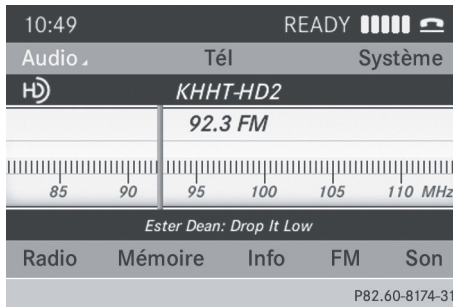 10:49 READY
Audio Tél Système
HD KHHT-HD2
92.3 FM
85 90 95 100 105 110 MHz
Ester Dean: Drop It Low
Radio Mémoire Info FM Son
P82.60-8174-31